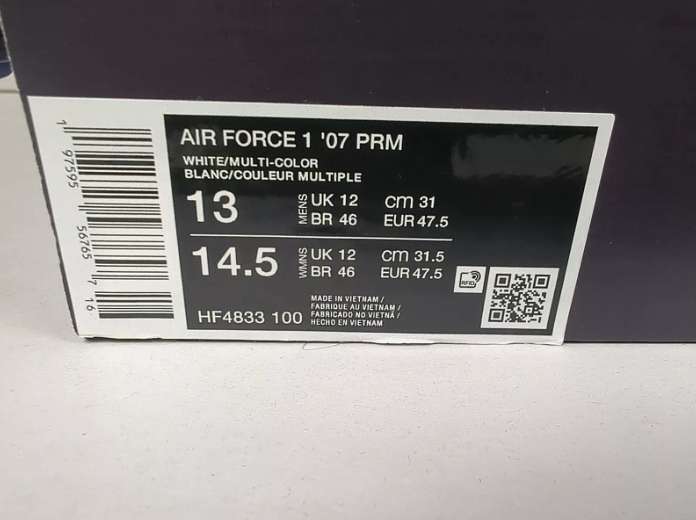 AIR FORCE 1 '07 PRM
WHITE/MULTI-COLOR
BLANC/COULEUR MULTIPLE
13 MENS UK 12 cm 31
BR 46 EUR 47.5
14.5 WMNS UK 12 cm 31.5
BR 46 EUR 47.5
HF4833 100
MADE IN VIETNAM /
FABRIQUE AU VIETNAM /
FABRICADO NO VIETNÃ /
HECHO EN VIETNAM
RFID
1 97595 56765 7 16